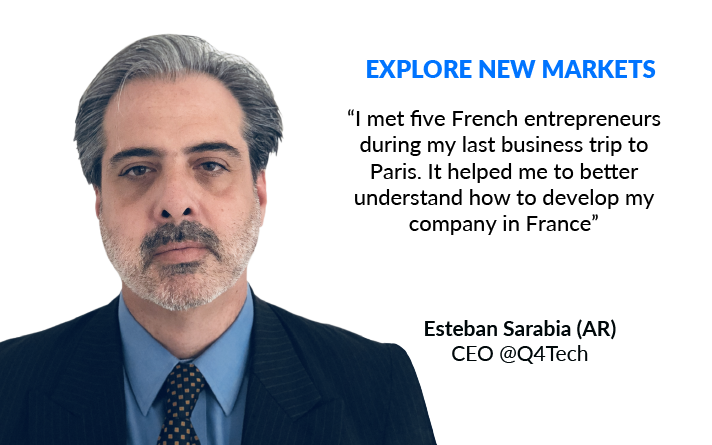 EXPLORE NEW MARKETS
“I met five French entrepreneurs
during my last business trip to
Paris. It helped me to better
understand how to develop my
company in France”
Esteban Sarabia (AR)
CEO @Q4Tech